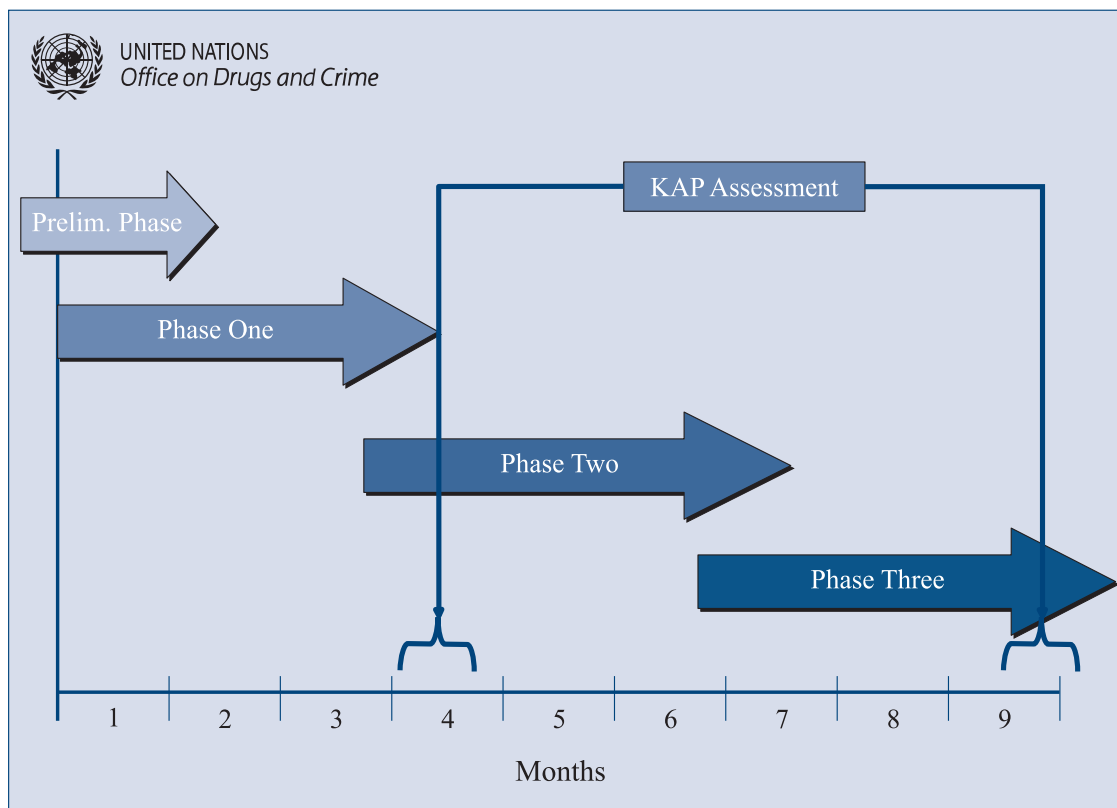 UNITED NATIONS
Office on Drugs and Crime
KAP Assessment
Prelim. Phase
Phase One
Phase Two
Phase Three
1 2 3 4 5 6 7 8 9
Months